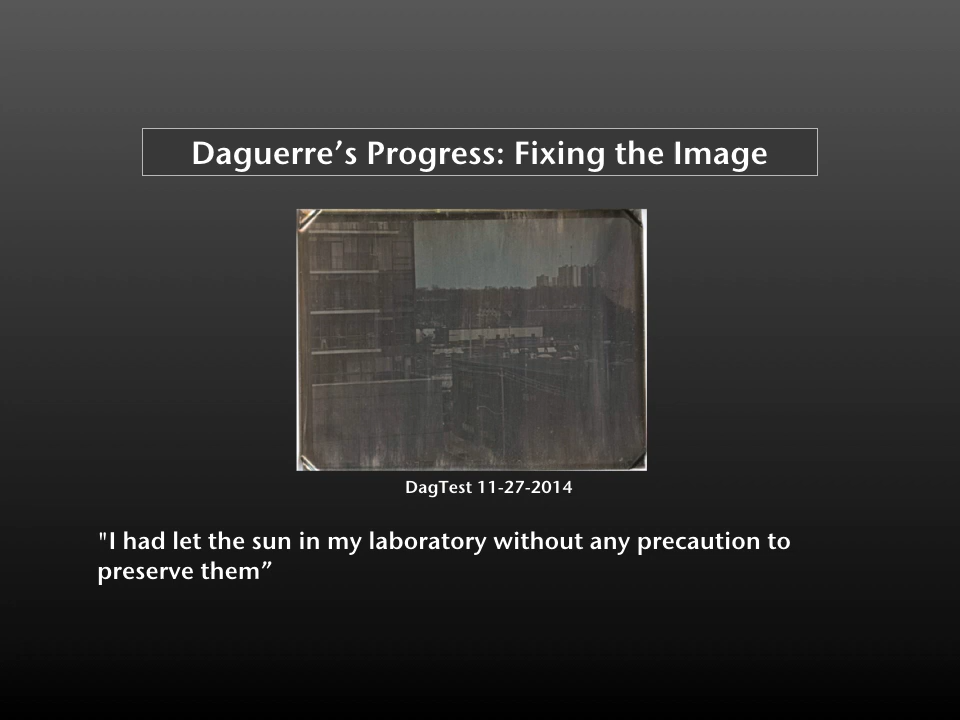 Daguerre’s Progress: Fixing the Image
DagTest 11-27-2014
"I had let the sun in my laboratory without any precaution to
preserve them”